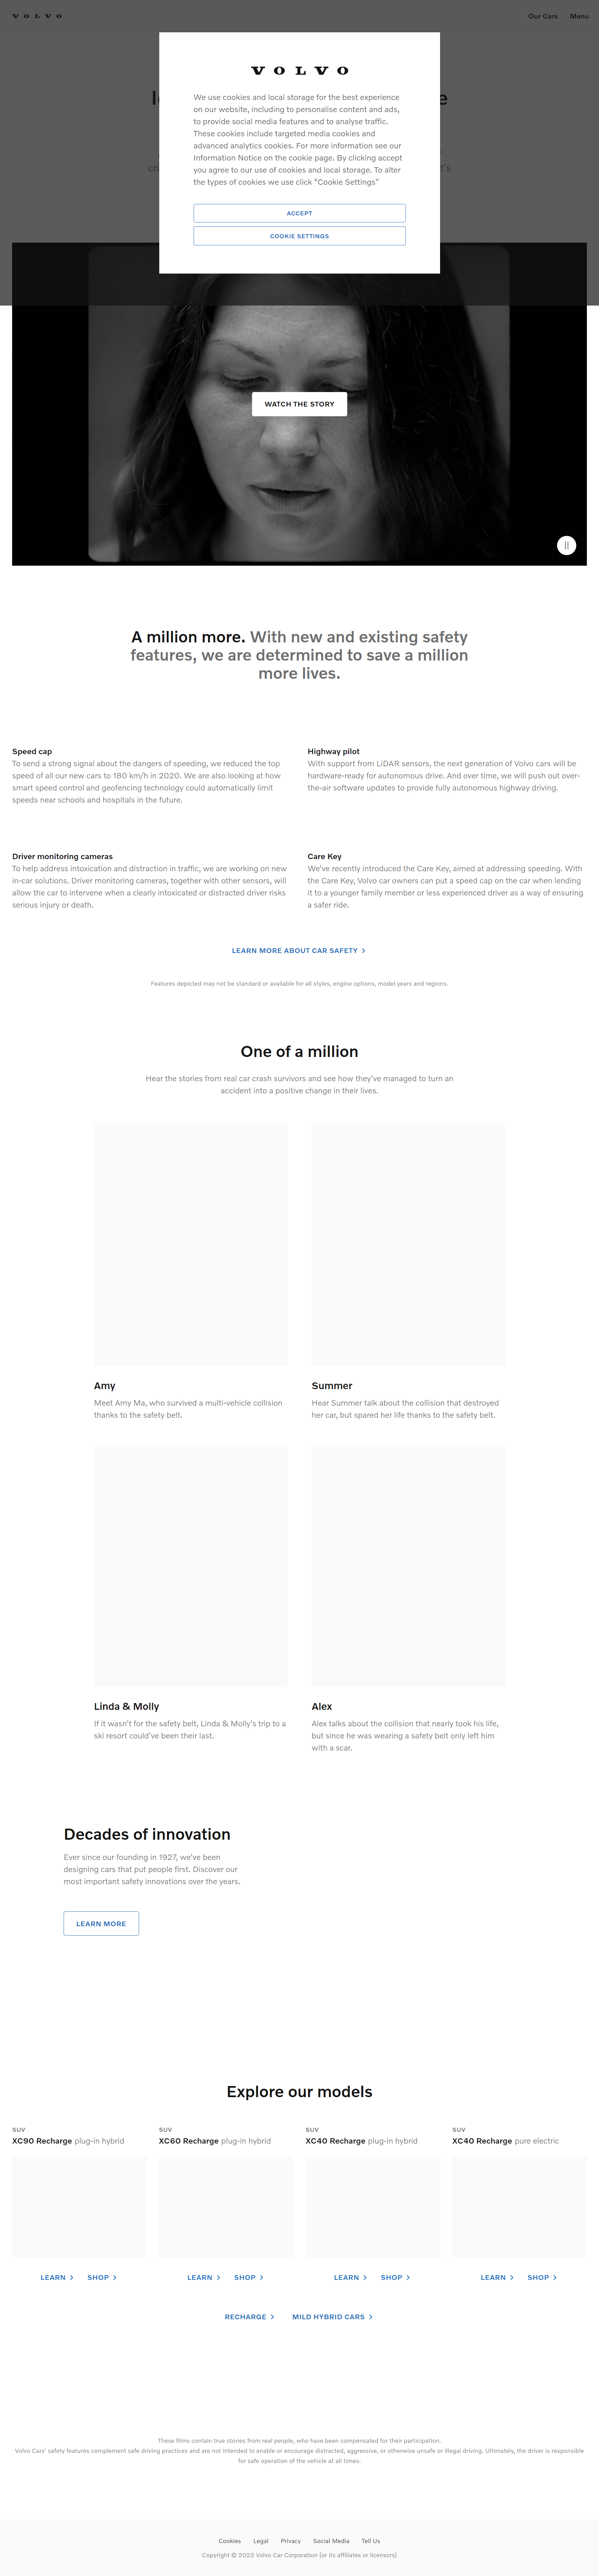 VOLVO
Our Cars Menu
VOLVO
We use cookies and local storage for the best experience
on our website, including to personalise content and ads,
to provide social media features and to analyse traffic.
These cookies include targeted media cookies and
advanced analytics cookies. For more information see our
Information Notice on the cookie page. By clicking accept
you agree to our use of cookies and local storage. To alter
the types of cookies we use click "Cookie Settings"
ACCEPT
COOKIE SETTINGS
WATCH THE STORY
A million more. With new and existing safety
features, we are determined to save a million
more lives.
Speed cap
To send a strong signal about the dangers of speeding, we reduced the top
speed of all our new cars to 180 km/h in 2020. We are also looking at how
smart speed control and geofencing technology could automatically limit
speeds near schools and hospitals in the future.
Highway pilot
With support from LiDAR sensors, the next generation of Volvo cars will be
hardware-ready for autonomous drive. And over time, we will push out over-
the-air software updates to provide fully autonomous highway driving.
Driver monitoring cameras
To help address intoxication and distraction in traffic, we are working on new
in-car solutions. Driver monitoring cameras, together with other sensors, will
allow the car to intervene when a clearly intoxicated or distracted driver risks
serious injury or death.
Care Key
We've recently introduced the Care Key, aimed at addressing speeding. With
the Care Key, Volvo car owners can put a speed cap on the car when lending
it to a younger family member or less experienced driver as a way of ensuring
a safer ride.
LEARN MORE ABOUT CAR SAFETY
Features depicted may not be standard or available for all styles, engine options, model years and regions.
One of a million
Hear the stories from real car crash survivors and see how they've managed to turn an
accident into a positive change in their lives.
Amy
Meet Amy Ma, who survived a multi-vehicle collision
thanks to the safety belt.
Summer
Hear Summer talk about the collision that destroyed
her car, but spared her life thanks to the safety belt.
Linda & Molly
If it wasn't for the safety belt, Linda & Molly's trip to a
ski resort could've been their last.
Alex
Alex talks about the collision that nearly took his life,
but since he was wearing a safety belt only left him
with a scar.
Decades of innovation
Ever since our founding in 1927, we've been
designing cars that put people first. Discover our
most important safety innovations over the years.
LEARN MORE
Explore our models
SUV
XC90 Recharge plug-in hybrid
SUV
XC60 Recharge plug-in hybrid
SUV
XC40 Recharge plug-in hybrid
SUV
XC40 Recharge pure electric
LEARN SHOP
LEARN SHOP
LEARN SHOP
LEARN SHOP
RECHARGE MILD HYBRID CARS
These films contain true stories from real people, who have been compensated for their participation.
Volvo Cars' safety features complement safe driving practices and are not intended to enable or encourage distracted, aggressive, or otherwise unsafe or illegal driving. Ultimately, the driver is responsible
for safe operation of the vehicle at all times.
Cookies Legal Privacy Social Media Tell Us
Copyright © 2022 Volvo Car Corporation (or its affiliates or licensors)